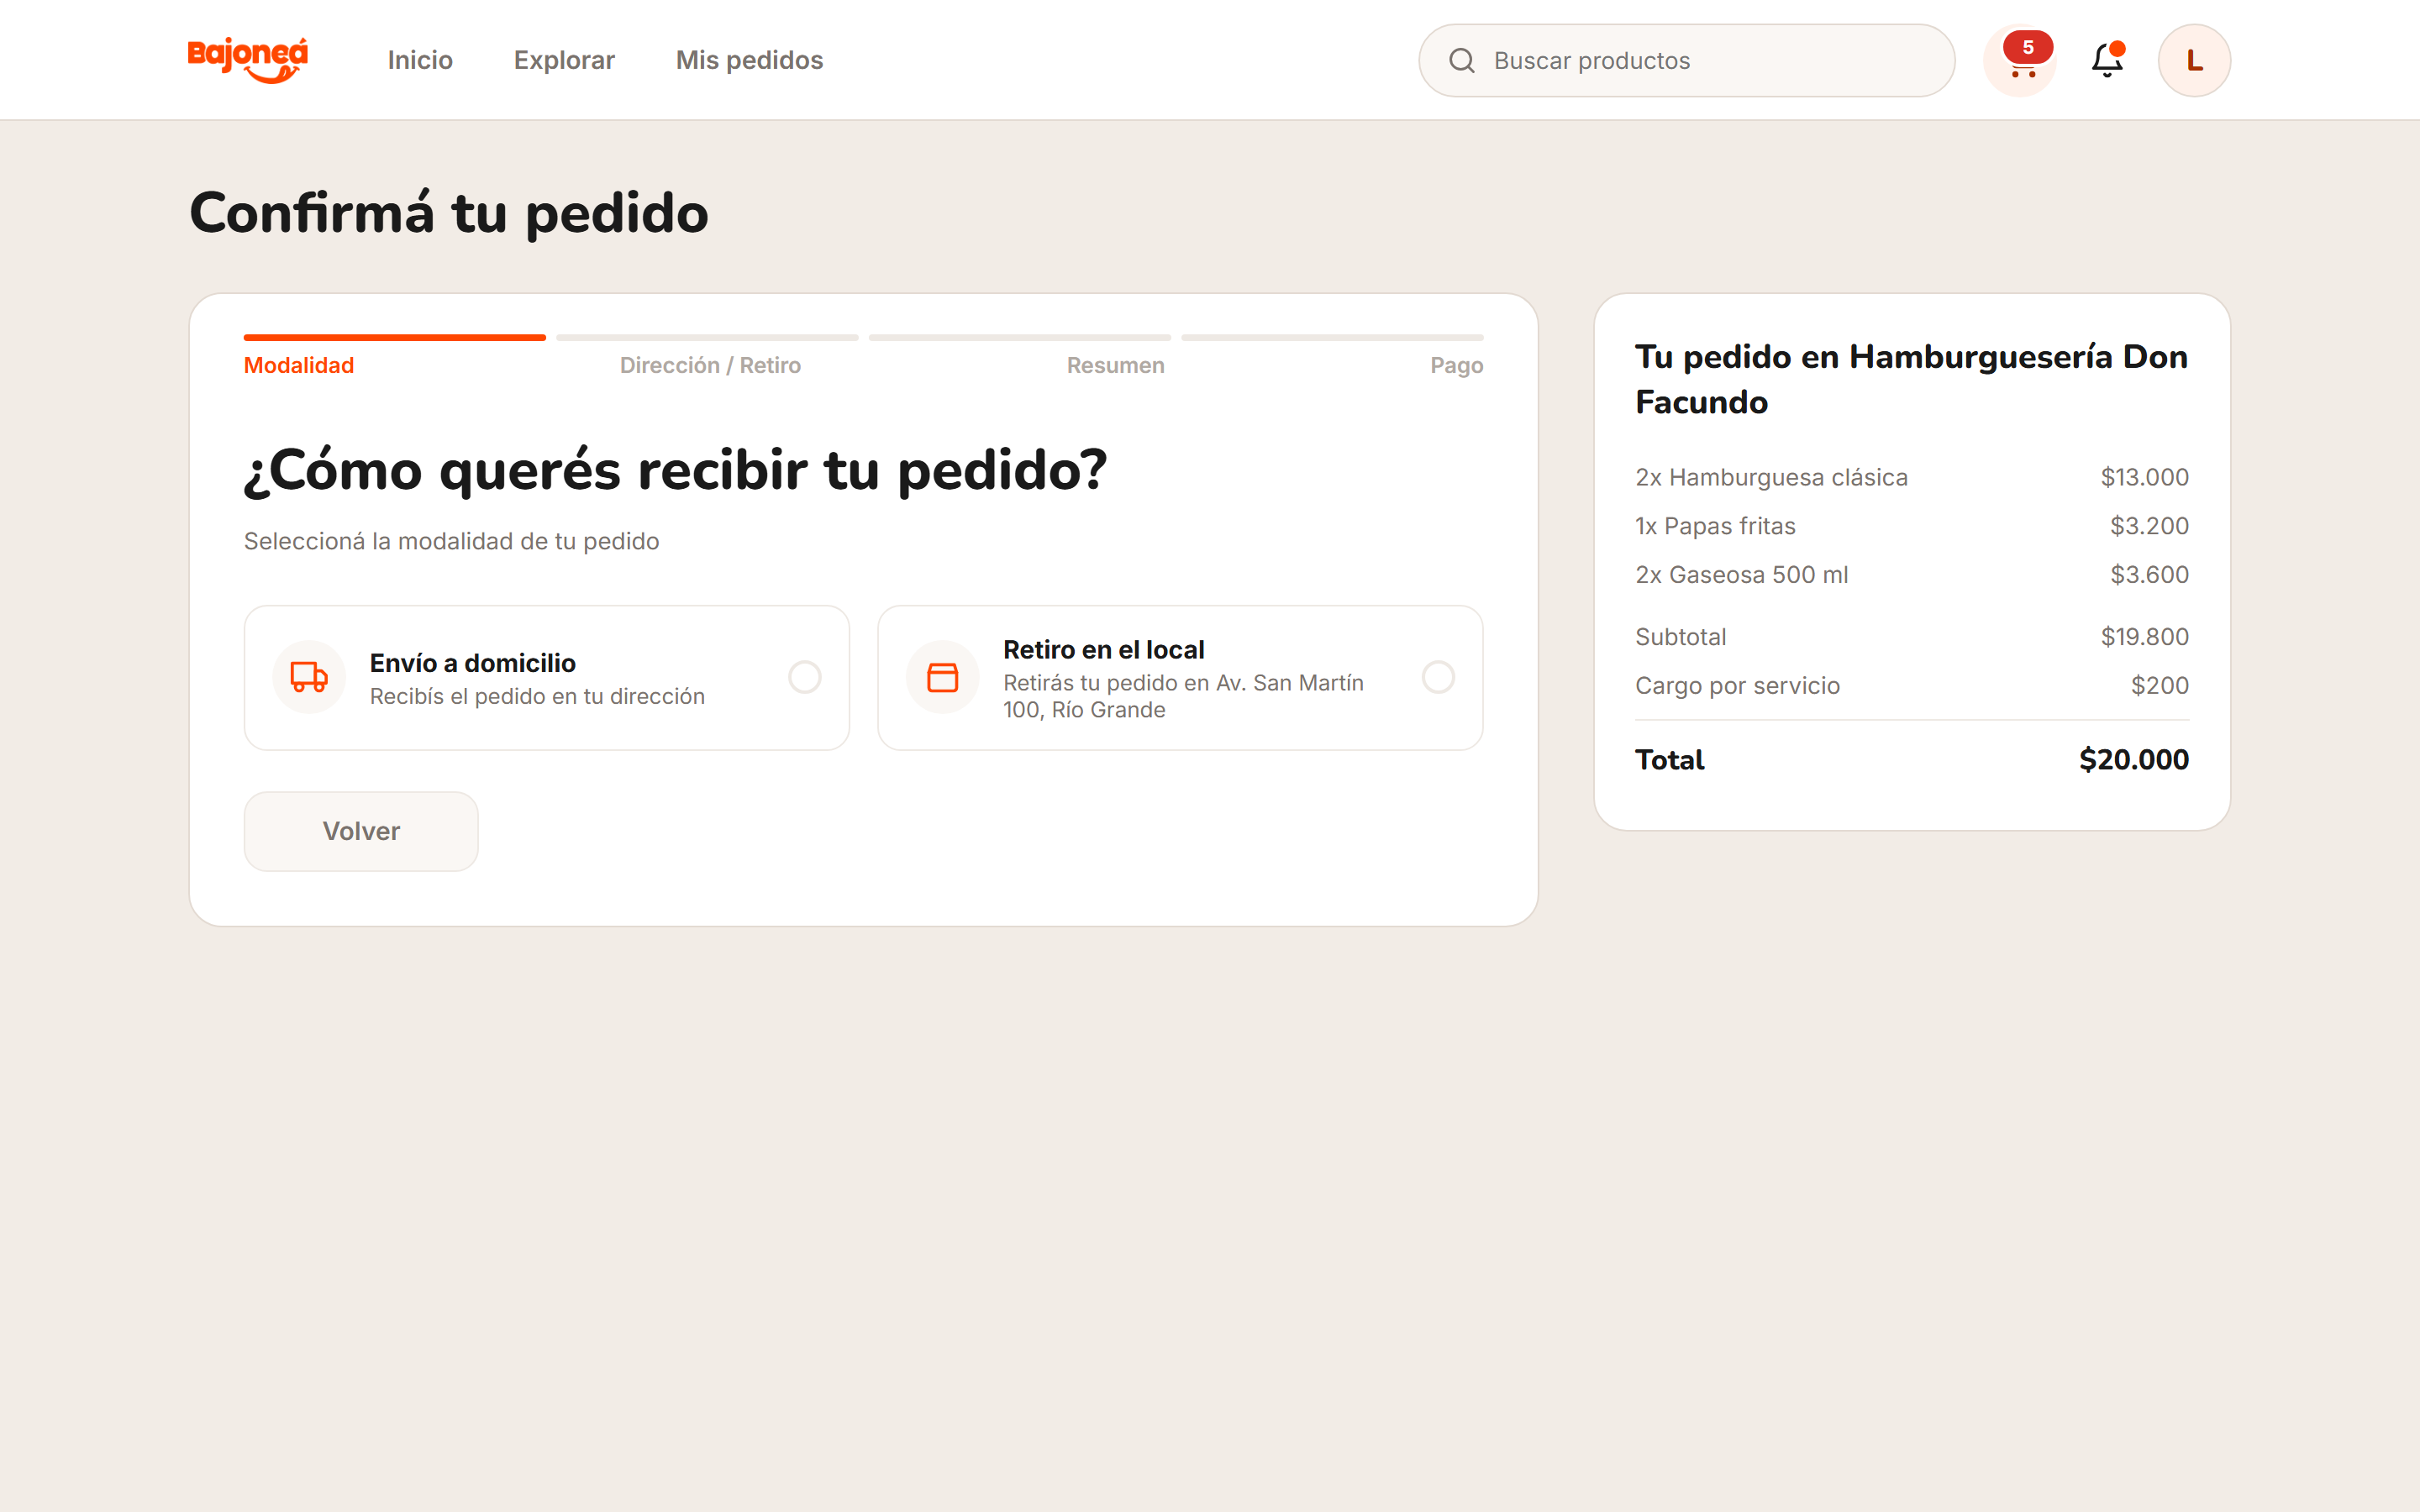 Bajoneá
Inicio
Explorar
Mis pedidos
Buscar productos
5
L
Confirmá tu pedido
Modalidad
Dirección / Retiro
Resumen
Pago
¿Cómo querés recibir tu pedido?
Seleccioná la modalidad de tu pedido
Envío a domicilio
Recibís el pedido en tu dirección
Retiro en el local
Retirás tu pedido en Av. San Martín
100, Río Grande
Volver
Tu pedido en Hamburguesería Don
Facundo
2x Hamburguesa clásica $13.000
1x Papas fritas $3.200
2x Gaseosa 500 ml $3.600
Subtotal $19.800
Cargo por servicio $200
Total $20.000